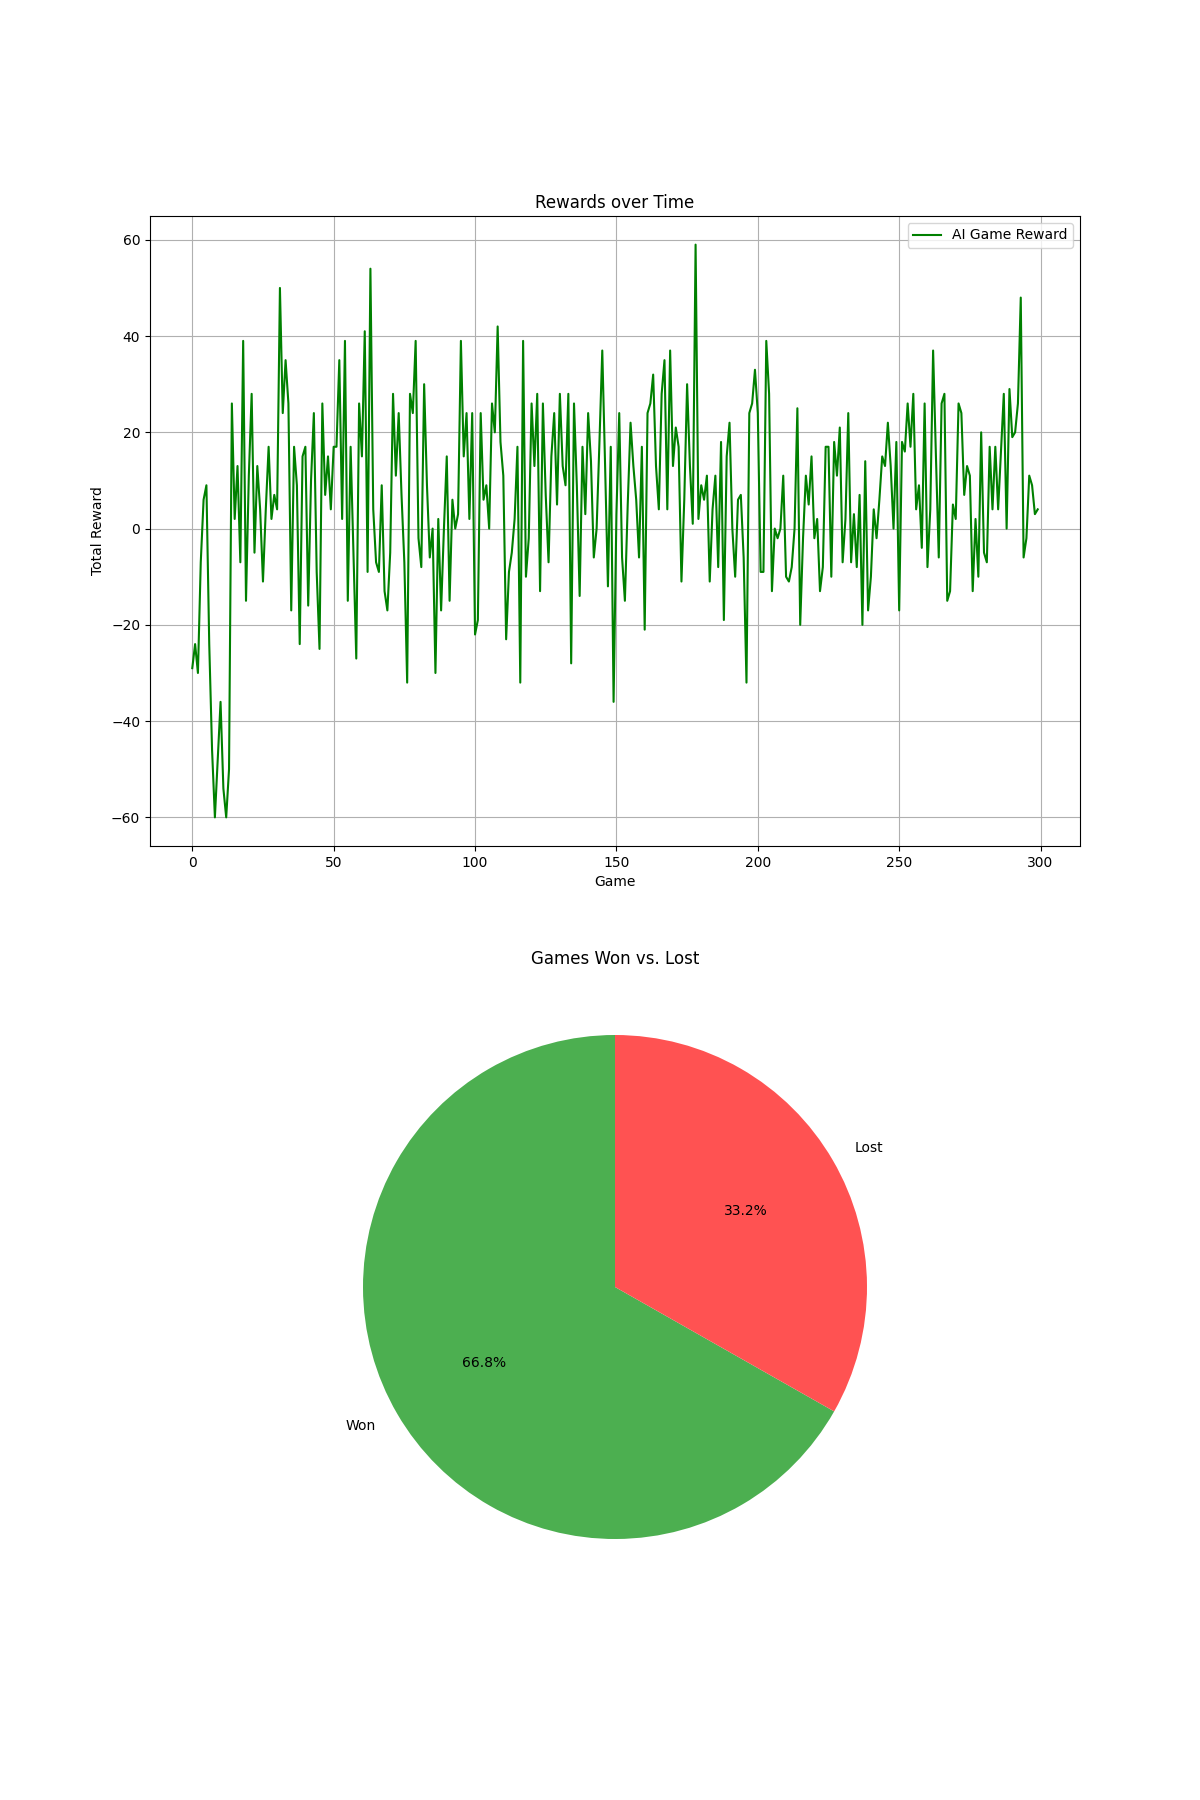 Rewards over Time
AI Game Reward
60
40
20
0
−20
−40
−60
Total Reward
0 50 100 150 200 250 300
Game
Games Won vs. Lost
Lost
33.2%
66.8%
Won